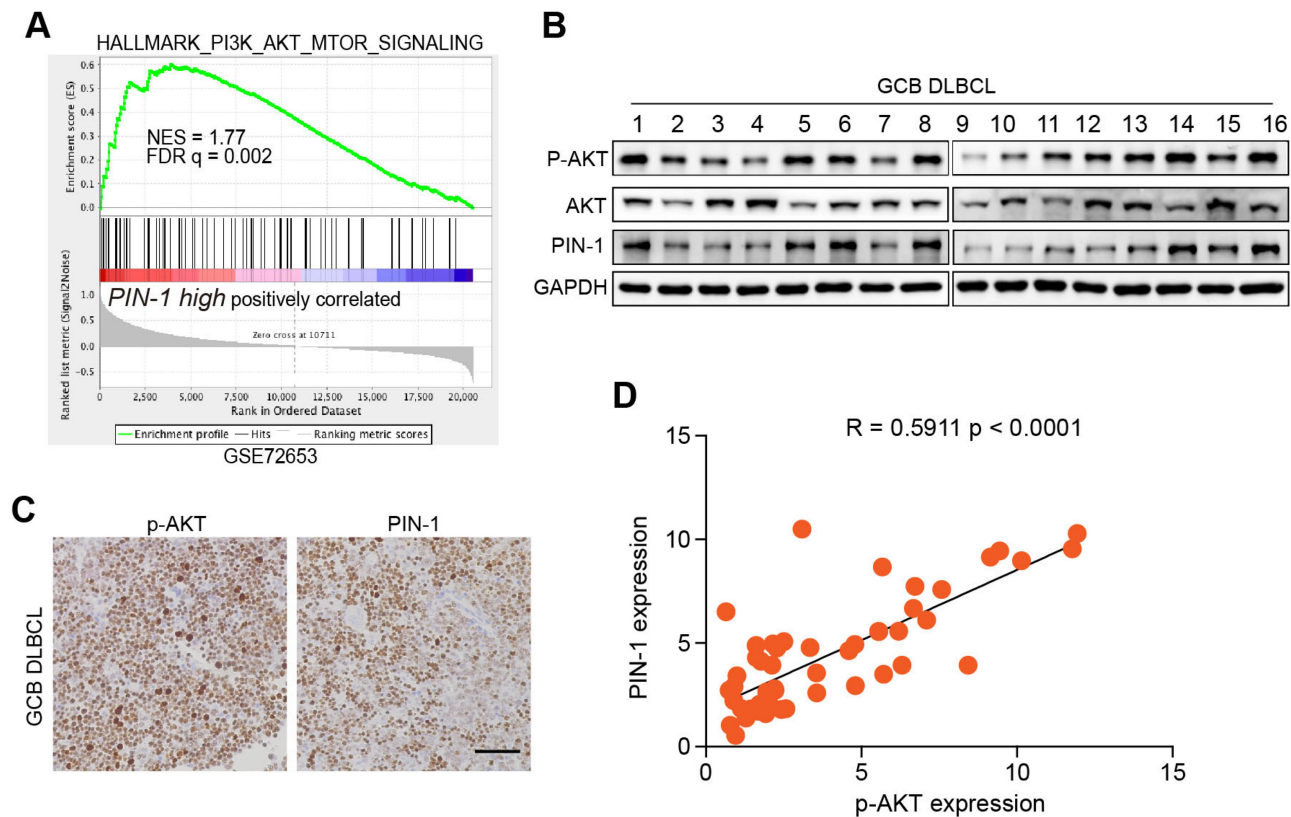 A
HALLMARK_PI3K_AKT_MTOR_SIGNALING
Enrichment score (ES)
0.6
0.5
0.4
0.3
0.2
0.1
0.0
NES = 1.77
FDR q = 0.002
PIN-1 high positively correlated
Ranked list metric (Signal2Noise)
1.0
0.5
0.0
-0.5
Zero cross at 10711
0 2,500 5,000 7,500 10,000 12,500 15,000 17,500 20,000
Rank in Ordered Dataset
Enrichment profile Hits Ranking metric scores
GSE72653
B
GCB DLBCL
1 2 3 4 5 6 7 8 9 10 11 12 13 14 15 16
P-AKT
AKT
PIN-1
GAPDH
C
p-AKT PIN-1
GCB DLBCL
D
R = 0.5911 p < 0.0001
PIN-1 expression
15
10
5
0
0 5 10 15
p-AKT expression